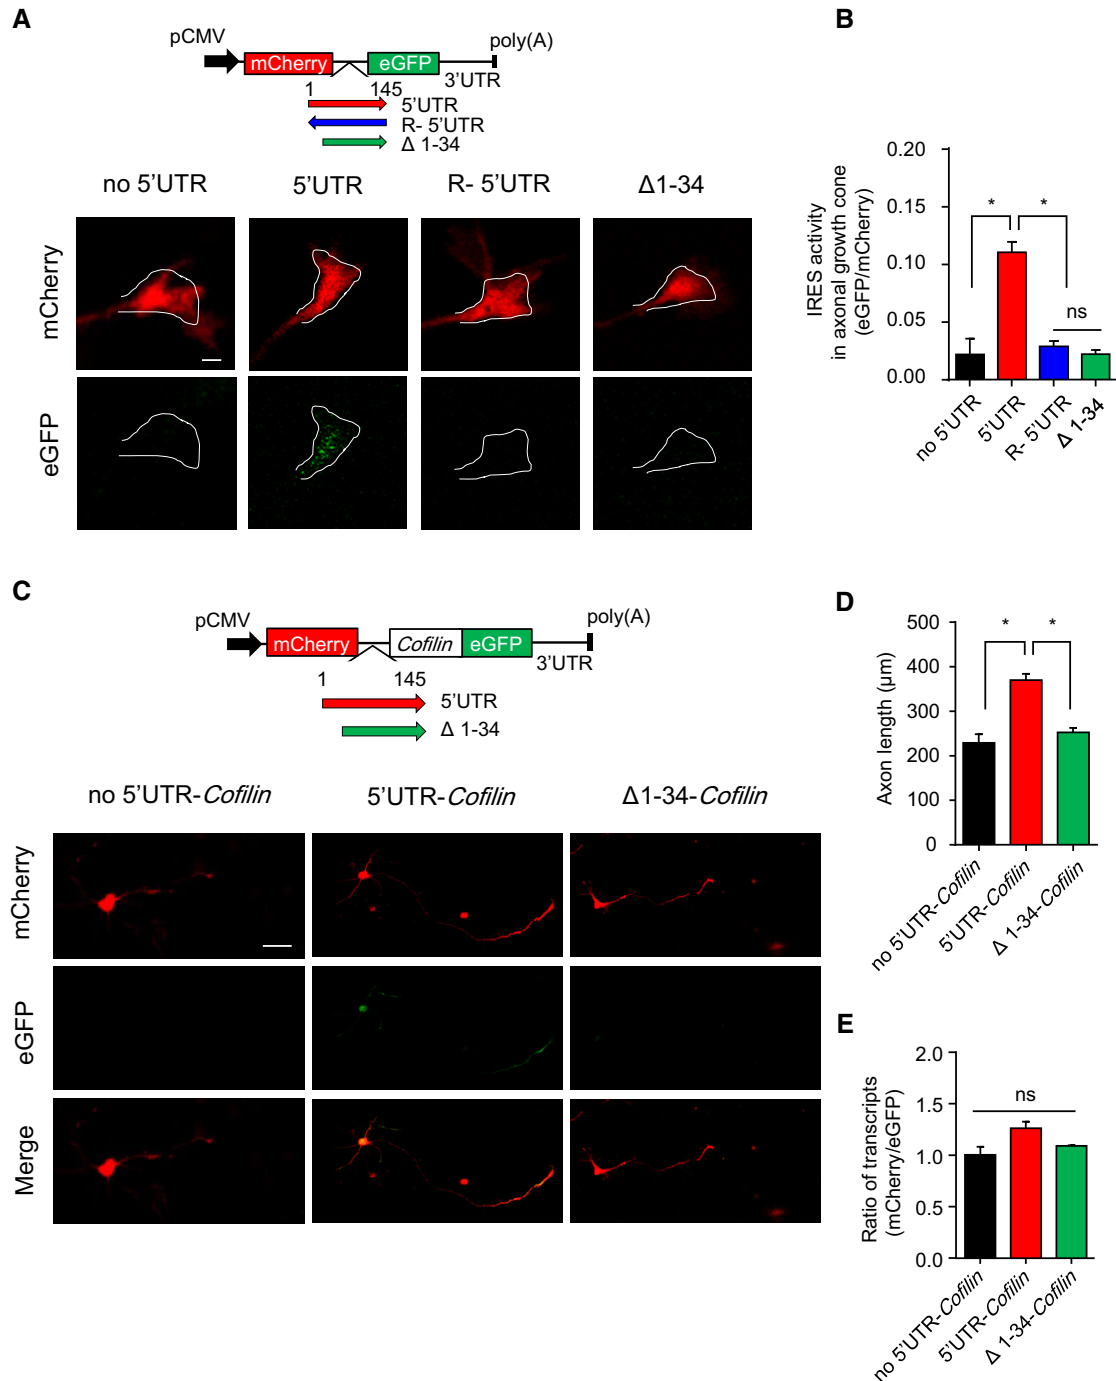 A
pCMV
mCherry
eGFP
poly(A)
3'UTR
1
145
5'UTR
R- 5'UTR
Δ 1-34
no 5'UTR
5'UTR
R- 5'UTR
Δ1-34
mCherry
eGFP
B
IRES activity
in axonal growth cone
(eGFP/mCherry)
0.20
0.15
0.10
0.05
0.00
*
*
ns
no 5'UTR
5'UTR
R- 5'UTR
Δ 1-34
C
pCMV
mCherry
Cofilin
eGFP
poly(A)
3'UTR
1
145
5'UTR
Δ 1-34
no 5'UTR-Cofilin
5'UTR-Cofilin
Δ1-34-Cofilin
mCherry
eGFP
Merge
D
Axon length (μm)
500
400
300
200
100
0
*
*
no 5'UTR-Cofilin
5'UTR-Cofilin
Δ 1-34-Cofilin
E
Ratio of transcripts
(mCherry/eGFP)
2.0
1.5
1.0
0.5
0.0
ns
no 5'UTR-Cofilin
5'UTR-Cofilin
Δ 1-34-Cofilin